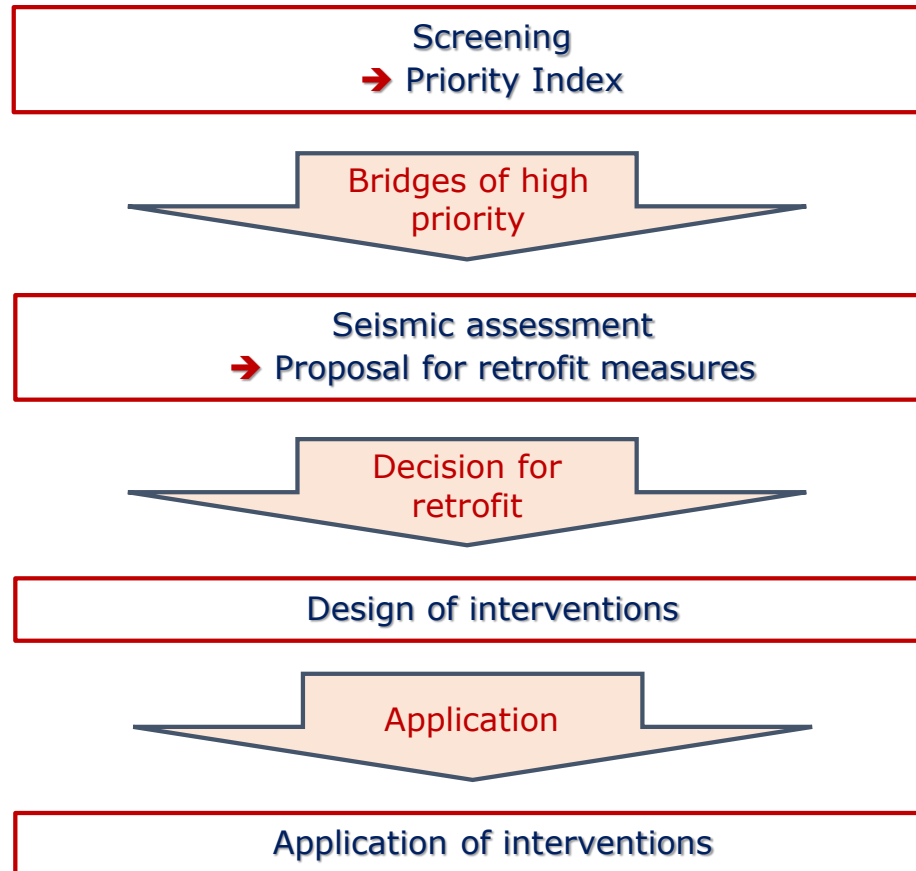 Screening
➔ Priority Index
Bridges of high
priority
Seismic assessment
➔ Proposal for retrofit measures
Decision for
retrofit
Design of interventions
Application
Application of interventions